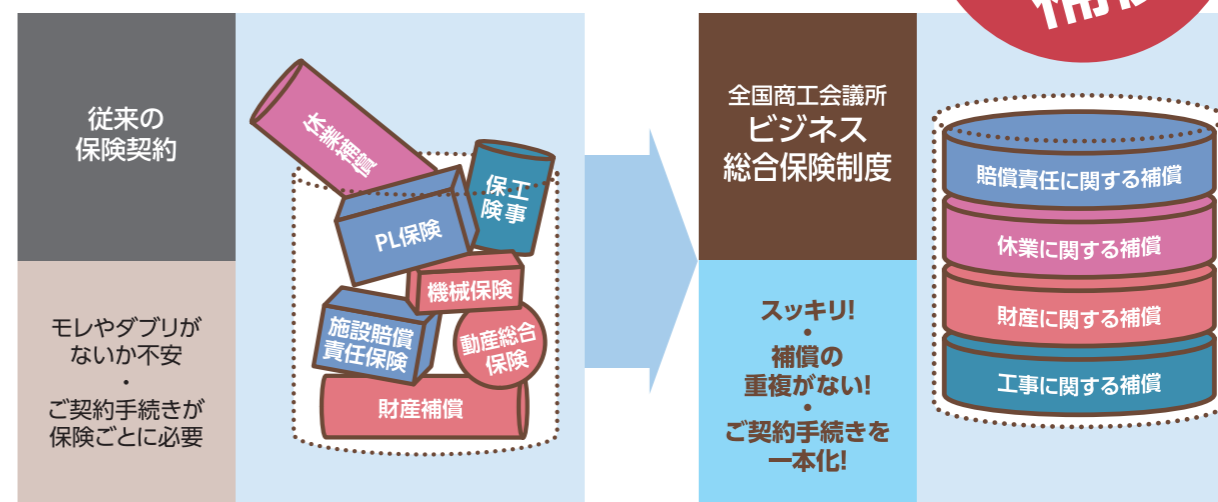 従来の
保険契約
モレやダブリが
ないか不安
・
ご契約手続きが
保険ごとに必要
休業補償
工事
保険
PL保険
機械保険
施設賠償
責任保険
動産総合
保険
財産補償
全国商工会議所
ビジネス
総合保険制度
スッキリ!
・
補償の
重複がない!
・
ご契約手続きを
一本化!
賠償責任に関する補償
休業に関する補償
財産に関する補償
工事に関する補償